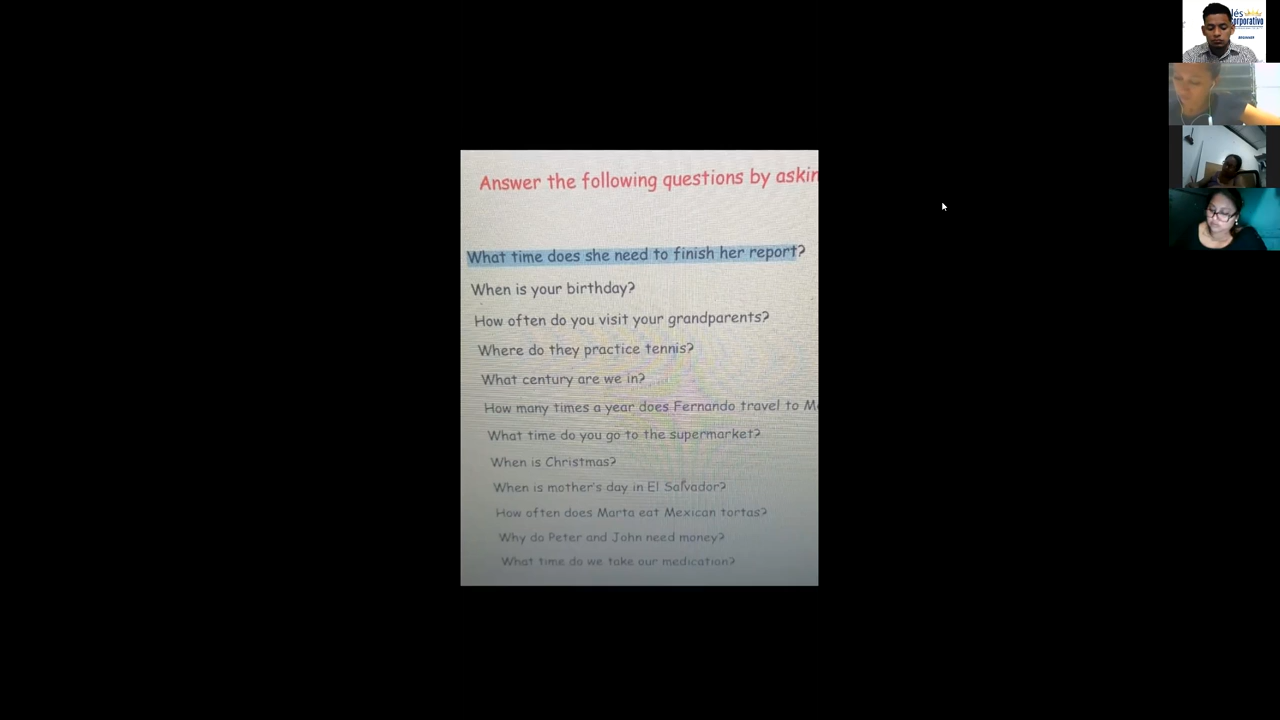 Answer the following questions by
What time does she need to finish her report?
When is your birthday?
How often do you visit your grandparents?
Where do they practice tennis?
What century are we in?
How many times a year does Fernando travel to
What time do you go to the supermarket?
When is Christmas?
When is mother's day in El Salvador?
How often does Marta eat Mexican tortas?
Why do Peter and John need money?
What time do we take our medication?